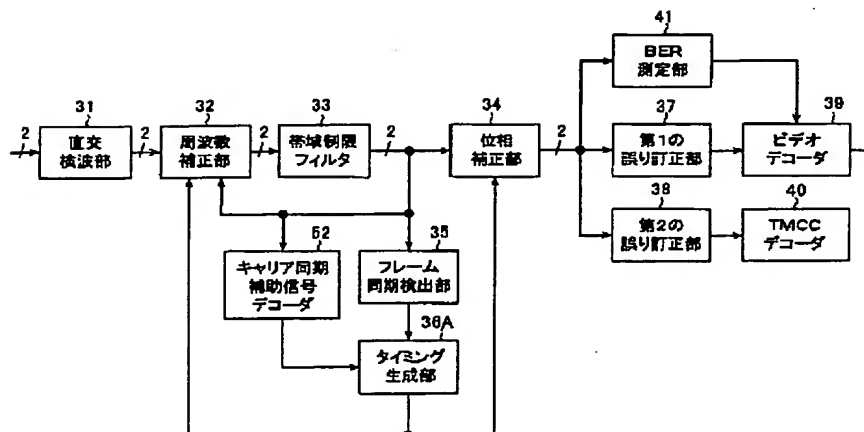 41
BER
測定部
31
32
33
34
37
39
2
直交
検波部
2
周波数
補正部
2
帯域制限
フィルタ
2
位相
補正部
2
第1の
誤り訂正部
ビデオ
デコーダ
38
40
第2の
誤り訂正部
TMCC
デコーダ
52
35
キャリア同期
補助信号
デコーダ
フレーム
同期検出部
36A
タイミング
生成部